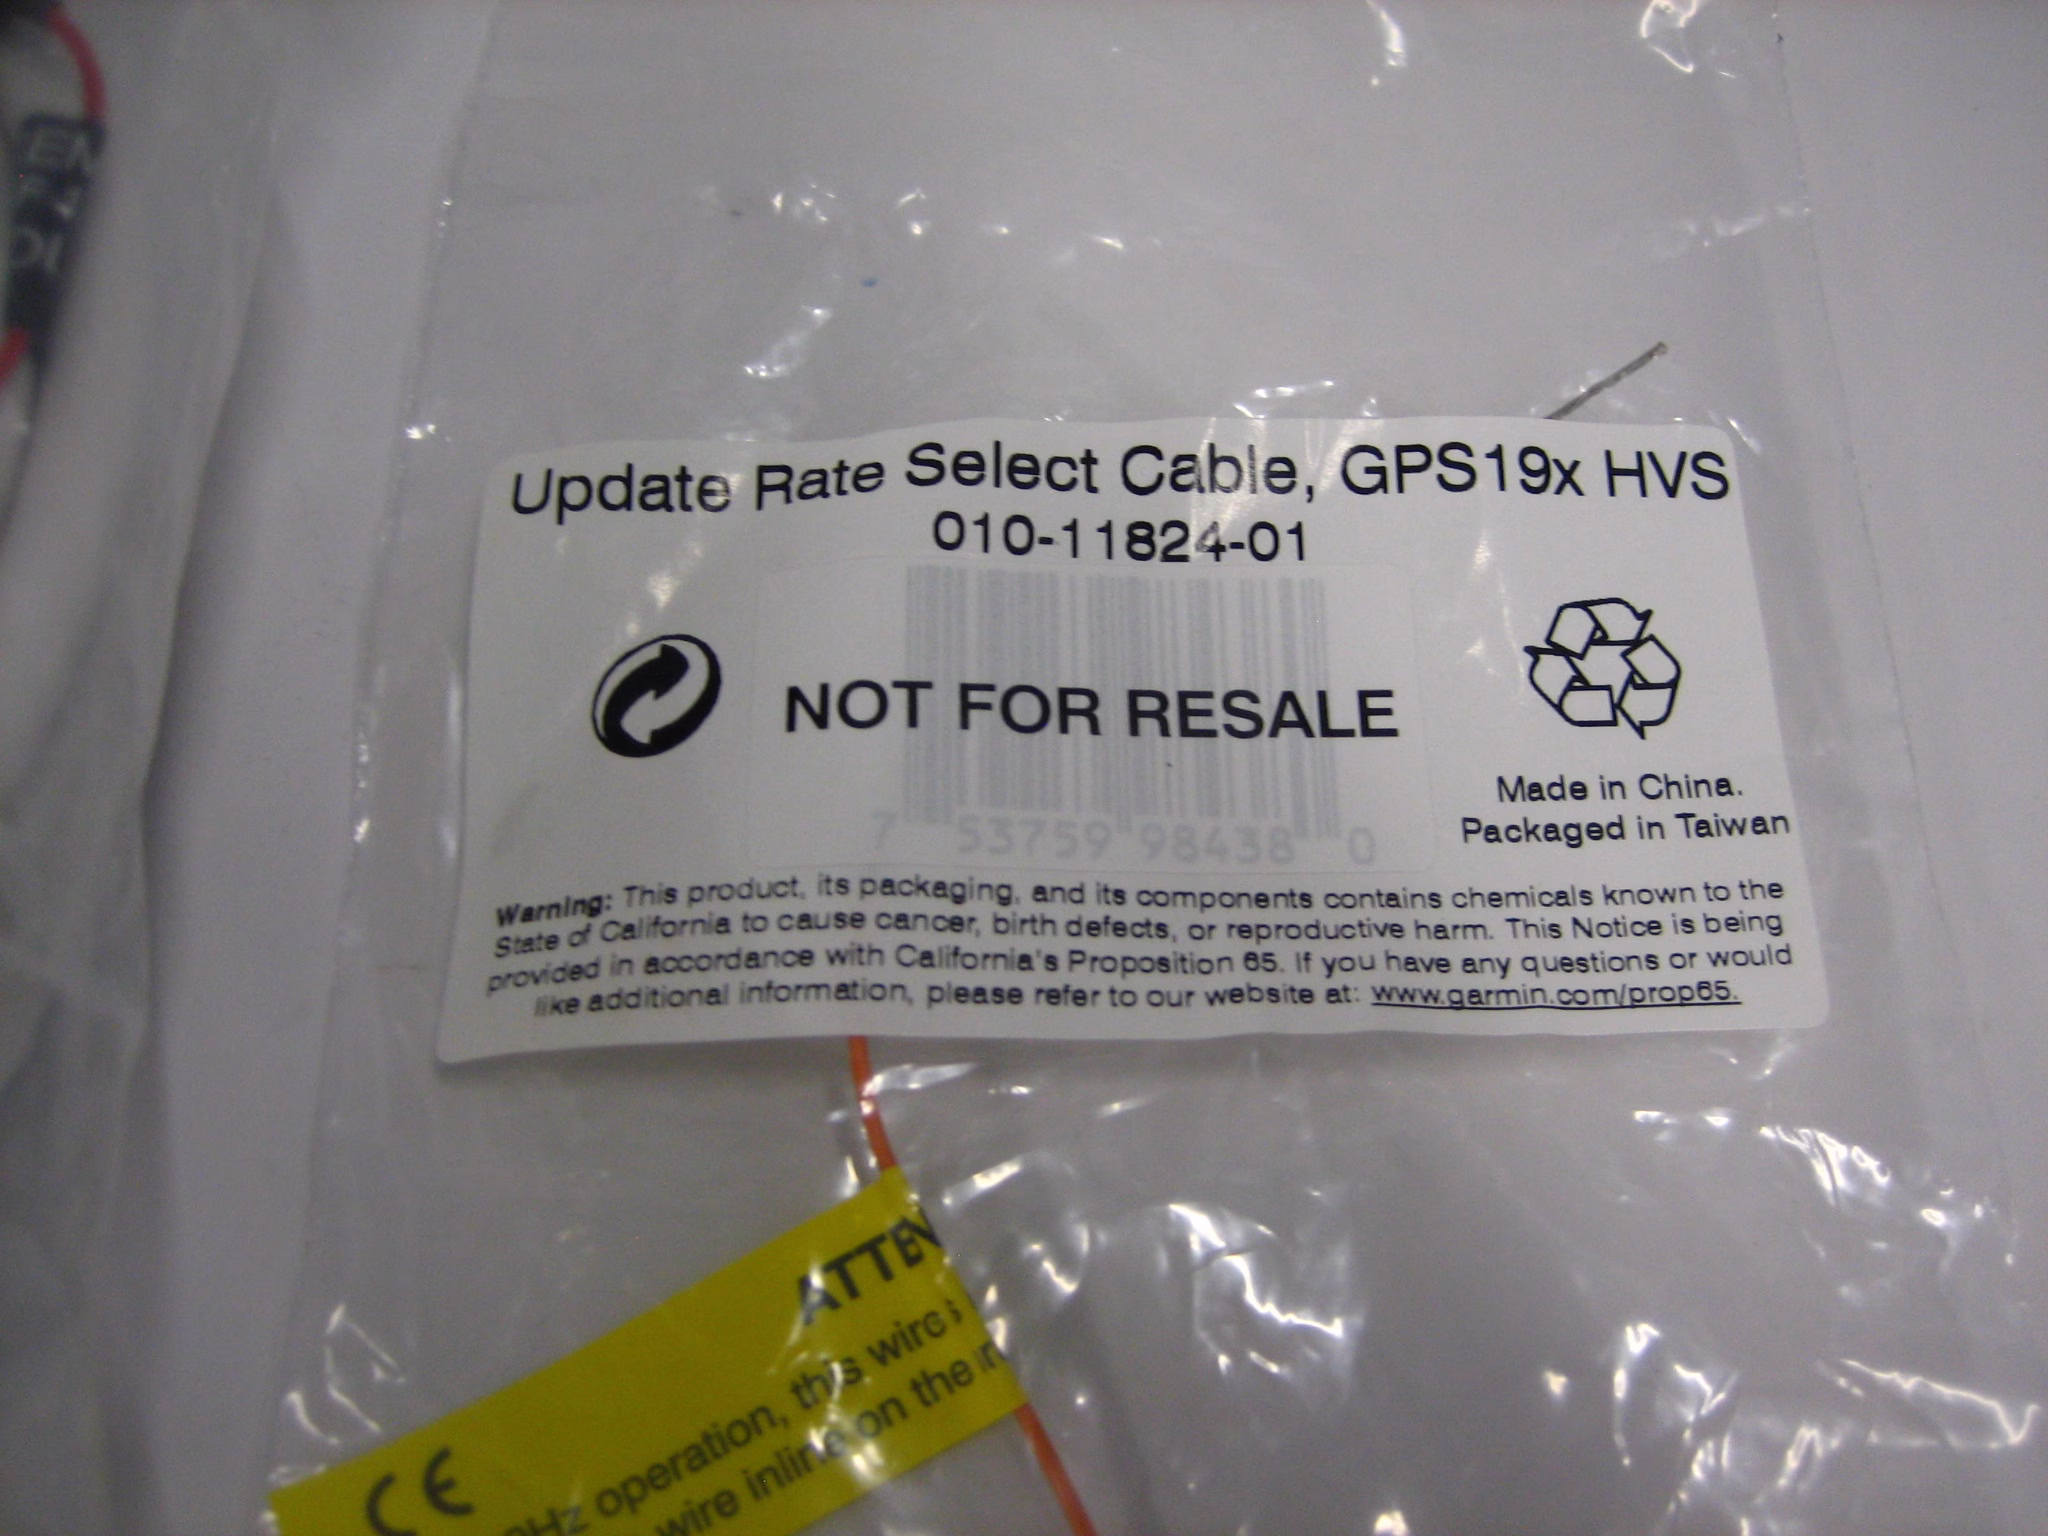 Update Rate Select Cable, GPS19x HVS
010-11824-01
NOT FOR RESALE
7 53759 98438 0
Made in China.
Packaged in Taiwan
Warning: This product, its packaging, and its components contains chemicals known to the
State of California to cause cancer, birth defects, or reproductive harm. This Notice is being
provided in accordance with California's Proposition 65. If you have any questions or would
like additional information, please refer to our website at: www.garmin.com/prop65.
CE
operation, this wire
wire inline on the